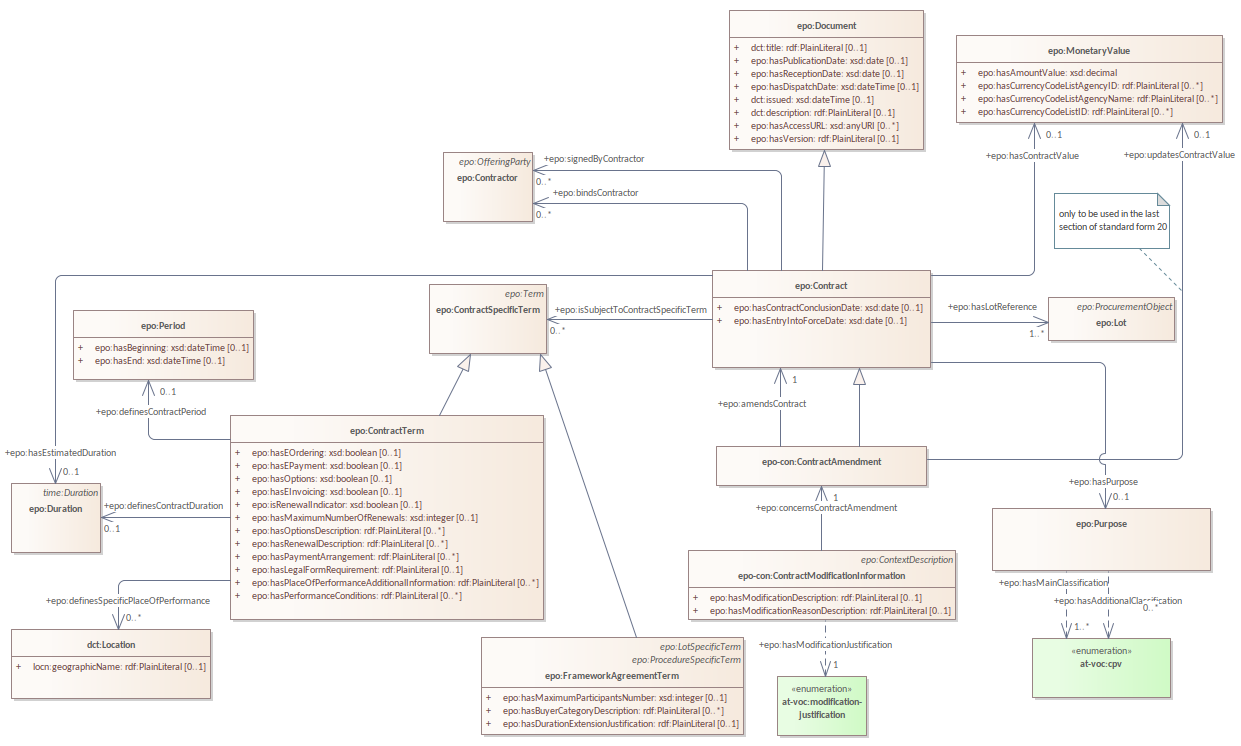 epo:Document
+ dct:title: rdf:PlainLiteral [0..1]
+ epo:hasPublicationDate: xsd:date [0..1]
+ epo:hasReceptionDate: xsd:date [0..1]
+ epo:hasDispatchDate: xsd:dateTime [0..1]
+ dct:issued: xsd:dateTime [0..1]
+ dct:description: rdf:PlainLiteral [0..1]
+ epo:hasAccessURL: xsd:anyURI [0..*]
+ epo:hasVersion: rdf:PlainLiteral [0..1]
epo:MonetaryValue
+ epo:hasAmountValue: xsd:decimal
+ epo:hasCurrencyCodeListAgencyID: rdf:PlainLiteral [0..*]
+ epo:hasCurrencyCodeListAgencyName: rdf:PlainLiteral [0..*]
+ epo:hasCurrencyCodeListID: rdf:PlainLiteral [0..*]
0..1
0..1
+epo:hasContractValue
+epo:updatesContractValue
epo:OfferingParty
epo:Contractor
+epo:signedByContractor
0..*
+epo:bindsContractor
0..*
only to be used in the last
section of standard form 20
epo:Contract
+ epo:hasContractConclusionDate: xsd:date [0..1]
+ epo:hasEntryIntoForceDate: xsd:date [0..1]
epo:Term
epo:ContractSpecificTerm
+epo:isSubjectToContractSpecificTerm
0..*
+epo:hasLotReference
1..*
epo:ProcurementObject
epo:Lot
epo:Period
+ epo:hasBeginning: xsd:dateTime [0..1]
+ epo:hasEnd: xsd:dateTime [0..1]
0..1
+epo:definesContractPeriod
1
+epo:amendsContract
epo:ContractTerm
+ epo:hasEOrdering: xsd:boolean [0..1]
+ epo:hasEPayment: xsd:boolean [0..1]
+ epo:hasOptions: xsd:boolean [0..1]
+ epo:hasEInvoicing: xsd:boolean [0..1]
+ epo:isRenewalIndicator: xsd:boolean [0..1]
+ epo:hasMaximumNumberOfRenewals: xsd:integer [0..1]
+ epo:hasOptionsDescription: rdf:PlainLiteral [0..*]
+ epo:hasRenewalDescription: rdf:PlainLiteral [0..*]
+ epo:hasPaymentArrangement: rdf:PlainLiteral [0..*]
+ epo:hasLegalFormRequirement: rdf:PlainLiteral [0..1]
+ epo:hasPlaceOfPerformanceAdditionalInformation: rdf:PlainLiteral [0..*]
+ epo:hasPerformanceConditions: rdf:PlainLiteral [0..*]
+epo:hasEstimatedDuration
0..1
time:Duration
epo:Duration
+epo:definesContractDuration
0..1
epo-con:ContractAmendment
1
+epo:concernsContractAmendment
+epo:hasPurpose
0..1
epo:Purpose
epo:ContextDescription
epo-con:ContractModificationInformation
+ epo:hasModificationDescription: rdf:PlainLiteral [0..1]
+ epo:hasModificationReasonDescription: rdf:PlainLiteral [0..1]
+epo:hasMainClassification
+epo:hasAdditionalClassification
0..*
1..*
+epo:definesSpecificPlaceOfPerformance
0..*
dct:Location
+ locn:geographicName: rdf:PlainLiteral [0..1]
epo:LotSpecificTerm
epo:ProcedureSpecificTerm
epo:FrameworkAgreementTerm
+ epo:hasMaximumParticipantsNumber: xsd:integer [0..1]
+ epo:hasBuyerCategoryDescription: rdf:PlainLiteral [0..*]
+ epo:hasDurationExtensionJustification: rdf:PlainLiteral [0..1]
+epo:hasModificationJustification
1
«enumeration»
at-voc:modification-
justification
«enumeration»
at-voc:cpv